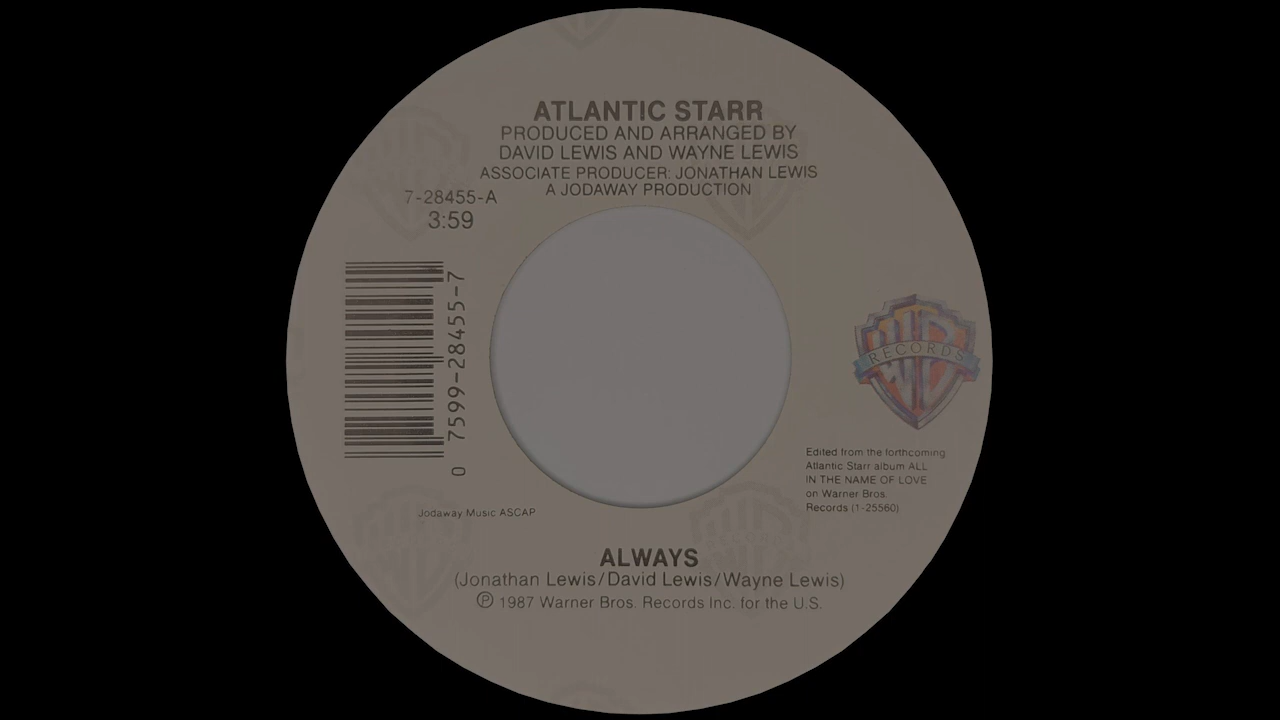 ATLANTIC STARR
PRODUCED AND ARRANGED BY
DAVID LEWIS AND WAYNE LEWIS
ASSOCIATE PRODUCER: JONATHAN LEWIS
A JODAWAY PRODUCTION
7-28455-A
3:59
0 7599-28455-7
WB
RECORDS
Edited from the forthcoming
Atlantic Starr album ALL
IN THE NAME OF LOVE
on Warner Bros.
Records (1-25560)
Jodaway Music ASCAP
ALWAYS
(Jonathan Lewis/David Lewis/Wayne Lewis)
℗ 1987 Warner Bros. Records Inc. for the U.S.